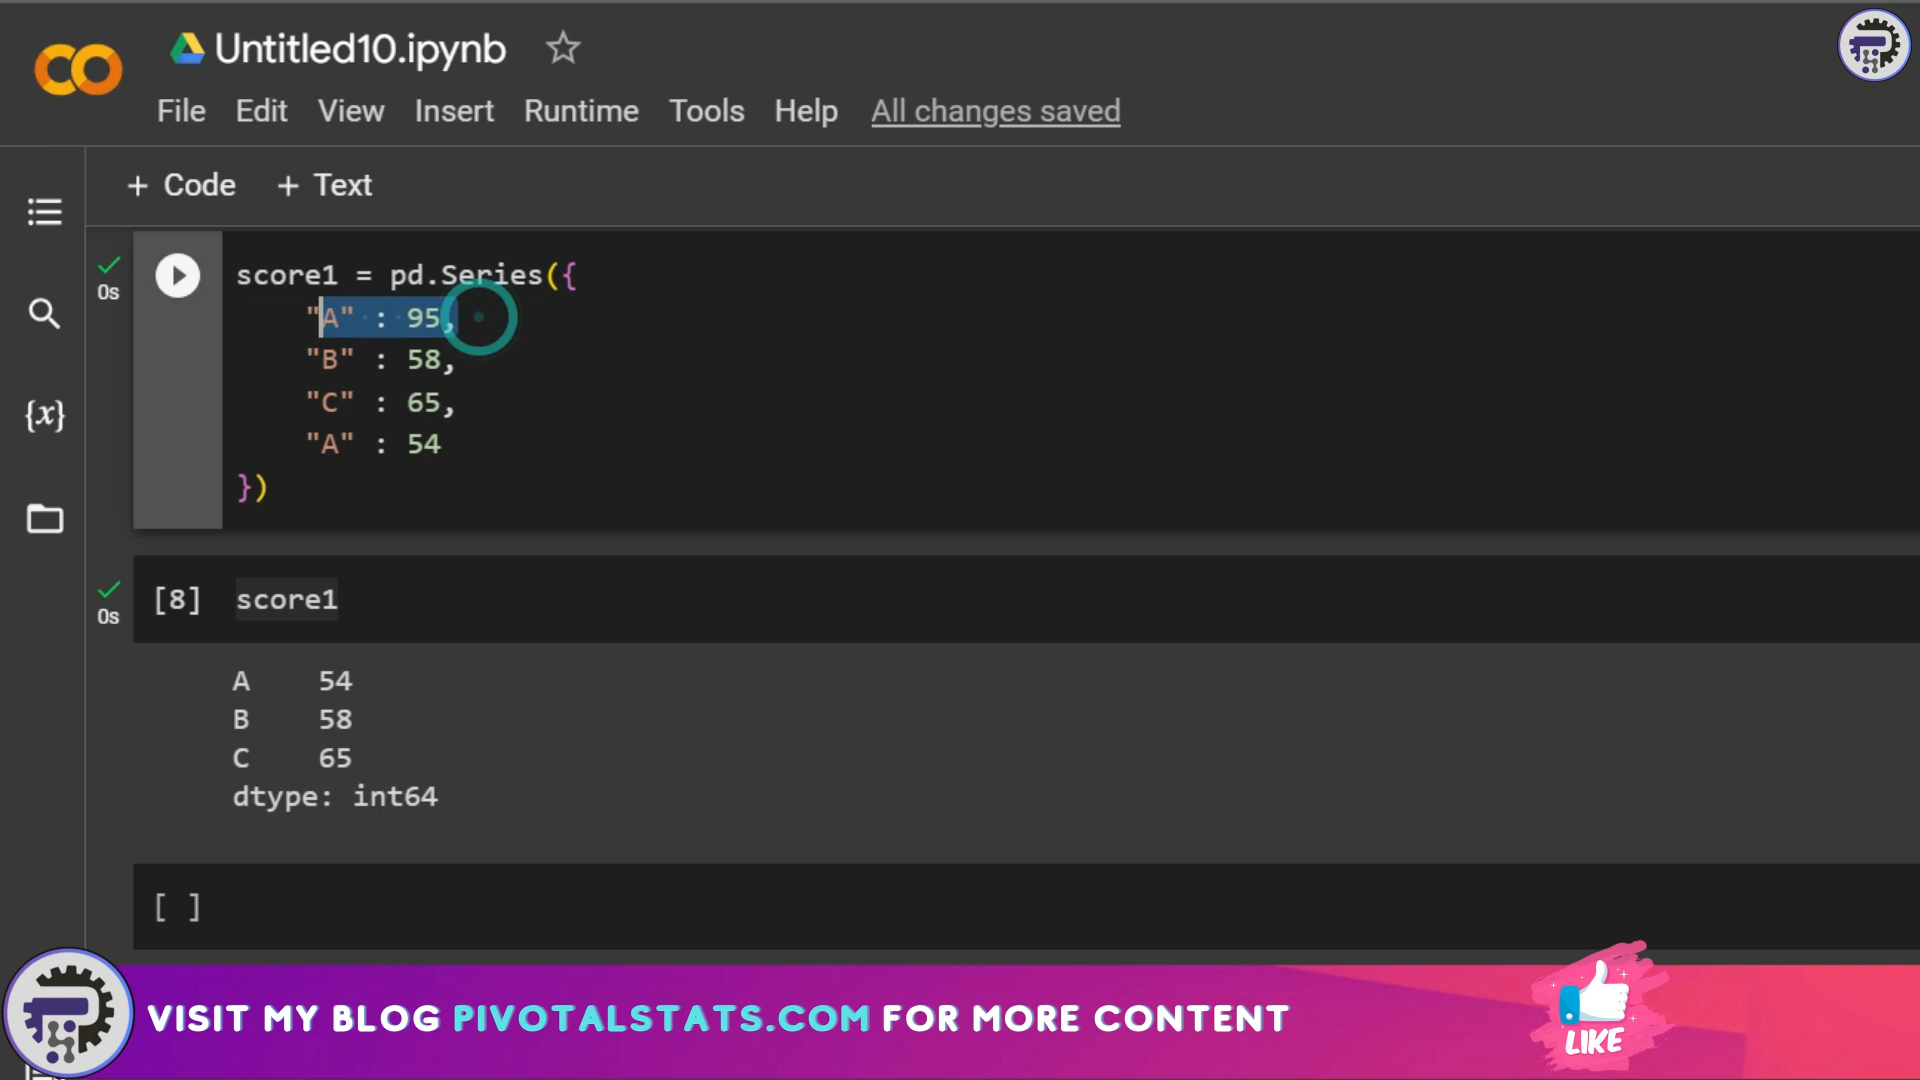 Untitled10.ipynb
File Edit View Insert Runtime Tools Help All changes saved
+ Code + Text
0s
score1 = pd.Series({
"A" : 95,
"B" : 58,
"C" : 65,
"A" : 54
})
{x}
0s
[8] score1
A 54
B 58
C 65
dtype: int64
[ ]
VISIT MY BLOG PIVOTALSTATS.COM FOR MORE CONTENT
LIKE